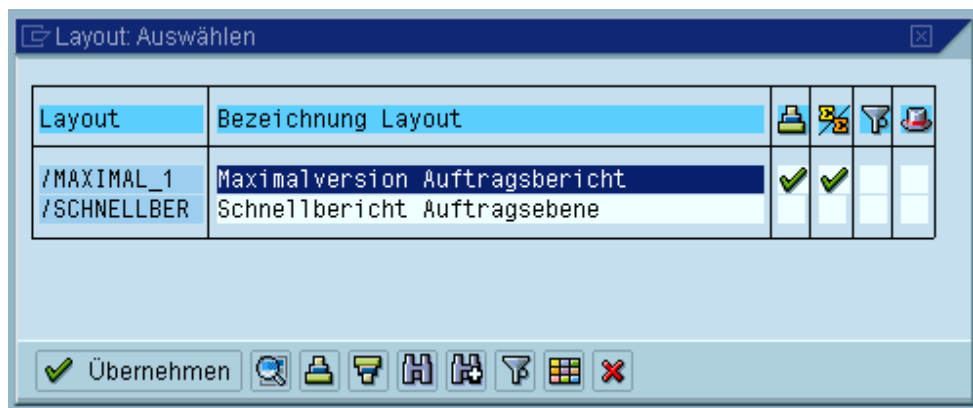 Layout: Auswählen
Layout Bezeichnung Layout
/MAXIMAL_1 Maximalversion Auftragsbericht
/SCHNELLBER Schnellbericht Auftragsebene
Übernehmen